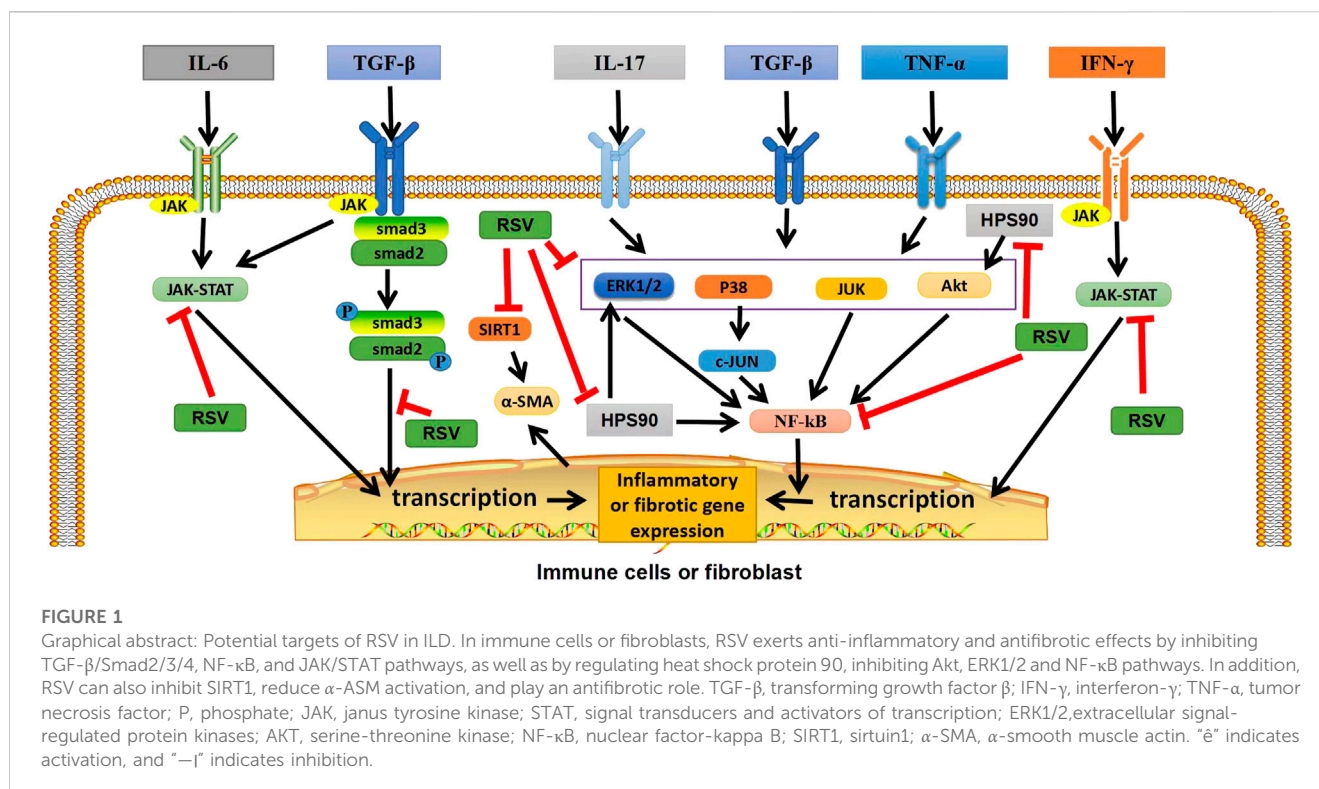 IL-6 TGF-β IL-17 TGF-β TNF-α IFN-γ
JAK JAK JAK HPS90
smad3 RSV
smad2
JAK-STAT ERK1/2 P38 JUK Akt JAK-STAT
P smad3 SIRT1 RSV
smad2 P c-JUN
α-SMA
RSV RSV HPS90 NF-kB RSV
transcription Inflammatory transcription
or fibrotic gene
expression
Immune cells or fibroblast
FIGURE 1
Graphical abstract: Potential targets of RSV in ILD. In immune cells or fibroblasts, RSV exerts anti-inflammatory and antifibrotic effects by inhibiting
TGF-β/Smad2/3/4, NF-κB, and JAK/STAT pathways, as well as by regulating heat shock protein 90, inhibiting Akt, ERK1/2 and NF-κB pathways. In addition,
RSV can also inhibit SIRT1, reduce α-ASM activation, and play an antifibrotic role. TGF-β, transforming growth factor β; IFN-γ, interferon-γ; TNF-α, tumor
necrosis factor; P, phosphate; JAK, janus tyrosine kinase; STAT, signal transducers and activators of transcription; ERK1/2,extracellular signal-
regulated protein kinases; AKT, serine-threonine kinase; NF-κB, nuclear factor-kappa B; SIRT1, sirtuin1; α-SMA, α-smooth muscle actin. “ê“ indicates
activation, and “—ı” indicates inhibition.